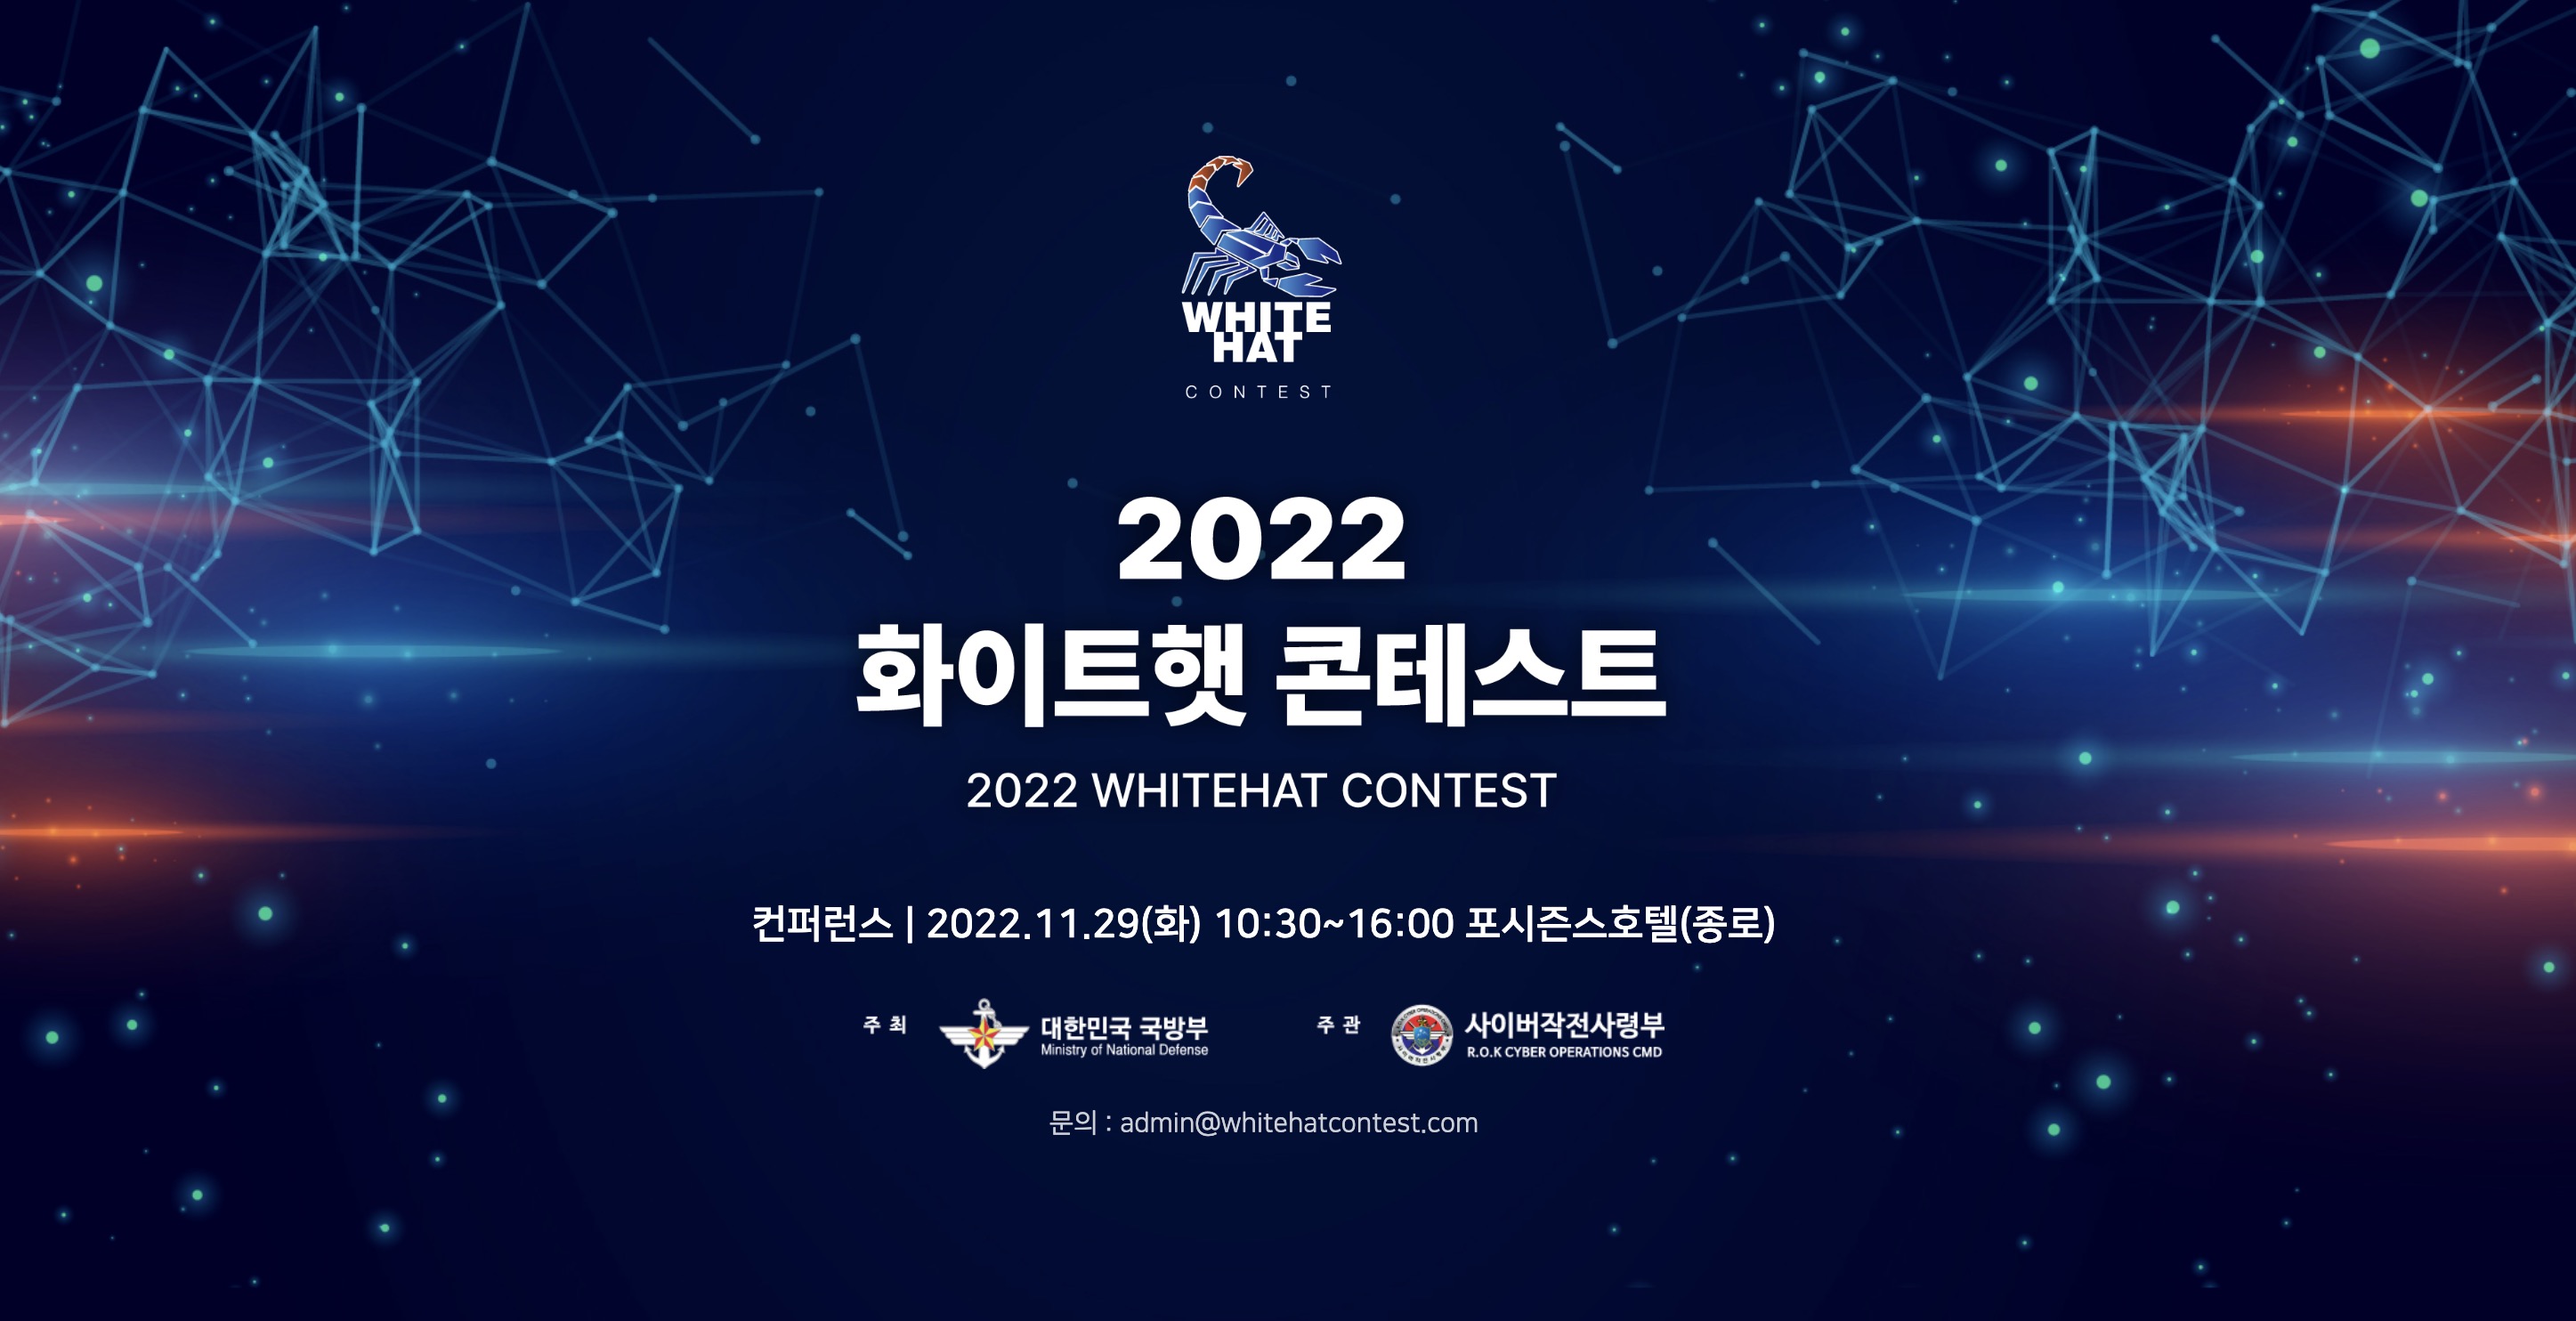 WHITE
HAT
CONTEST
2022
화이트햇 콘테스트
2022 WHITEHAT CONTEST
컨퍼런스 | 2022.11.29(화) 10:30~16:00 포시즌스호텔(종로)
주최 대한민국 국방부 주관 사이버작전사령부
Ministry of National Defense R.O.K CYBER OPERATIONS CMD
문의 : admin@whitehatcontest.com